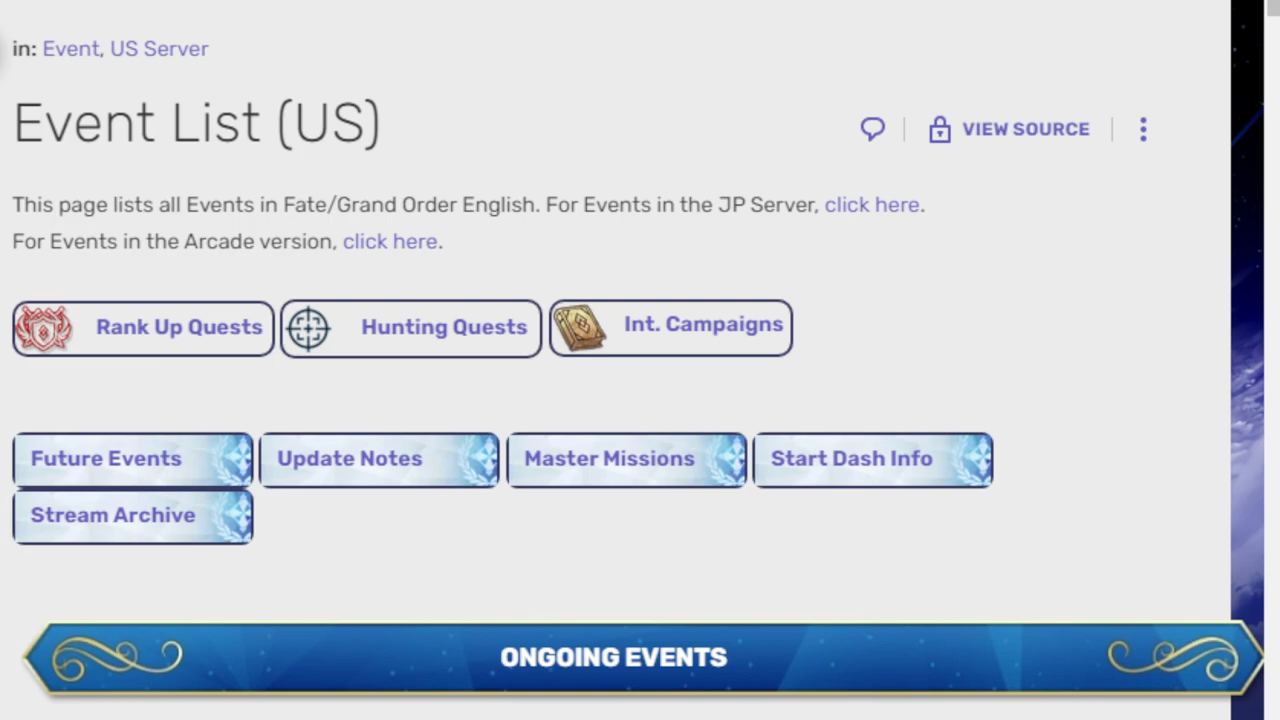 in: Event, US Server
Event List (US)
VIEW SOURCE
This page lists all Events in Fate/Grand Order English. For Events in the JP Server, click here.
For Events in the Arcade version, click here.
Rank Up Quests
Hunting Quests
Int. Campaigns
Future Events
Update Notes
Master Missions
Start Dash Info
Stream Archive
ONGOING EVENTS